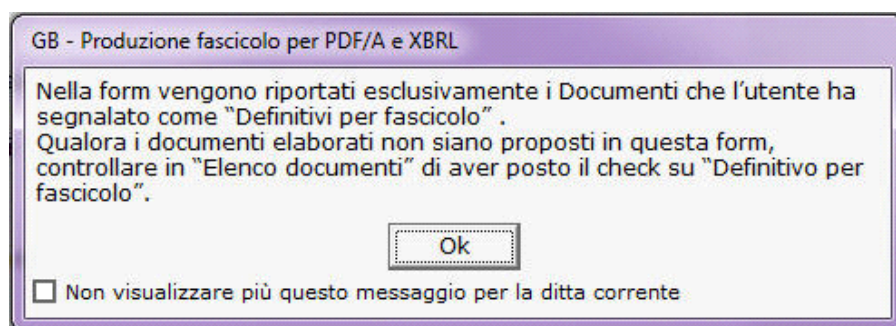 GB - Produzione fascicolo per PDF/A e XBRL
Nella form vengono riportati esclusivamente i Documenti che l'utente ha
segnalato come “Definitivi per fascicolo” .
Qualora i documenti elaborati non siano proposti in questa form,
controllare in “Elenco documenti” di aver posto il check su “Definitivo per
fascicolo”.
Ok
Non visualizzare più questo messaggio per la ditta corrente